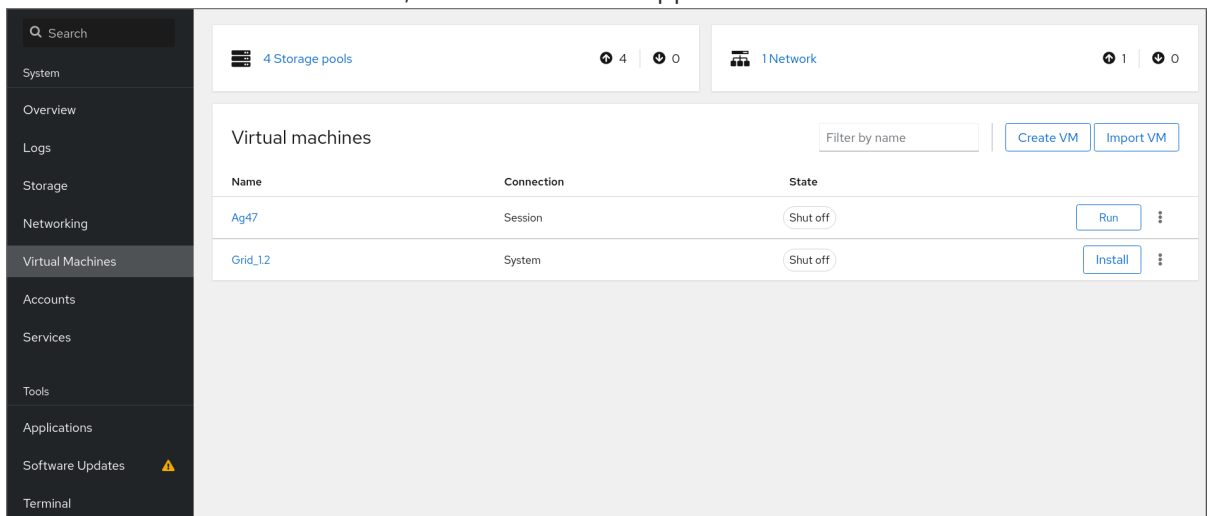 Search
System
Overview
Logs
Storage
Networking
Virtual Machines
Accounts
Services
Tools
Applications
Software Updates
Terminal
4 Storage pools 4 0
1 Network 1 0
Virtual machines Filter by name Create VM Import VM
Name Connection State
Ag47 Session Shut off Run
Grid_1.2 System Shut off Install